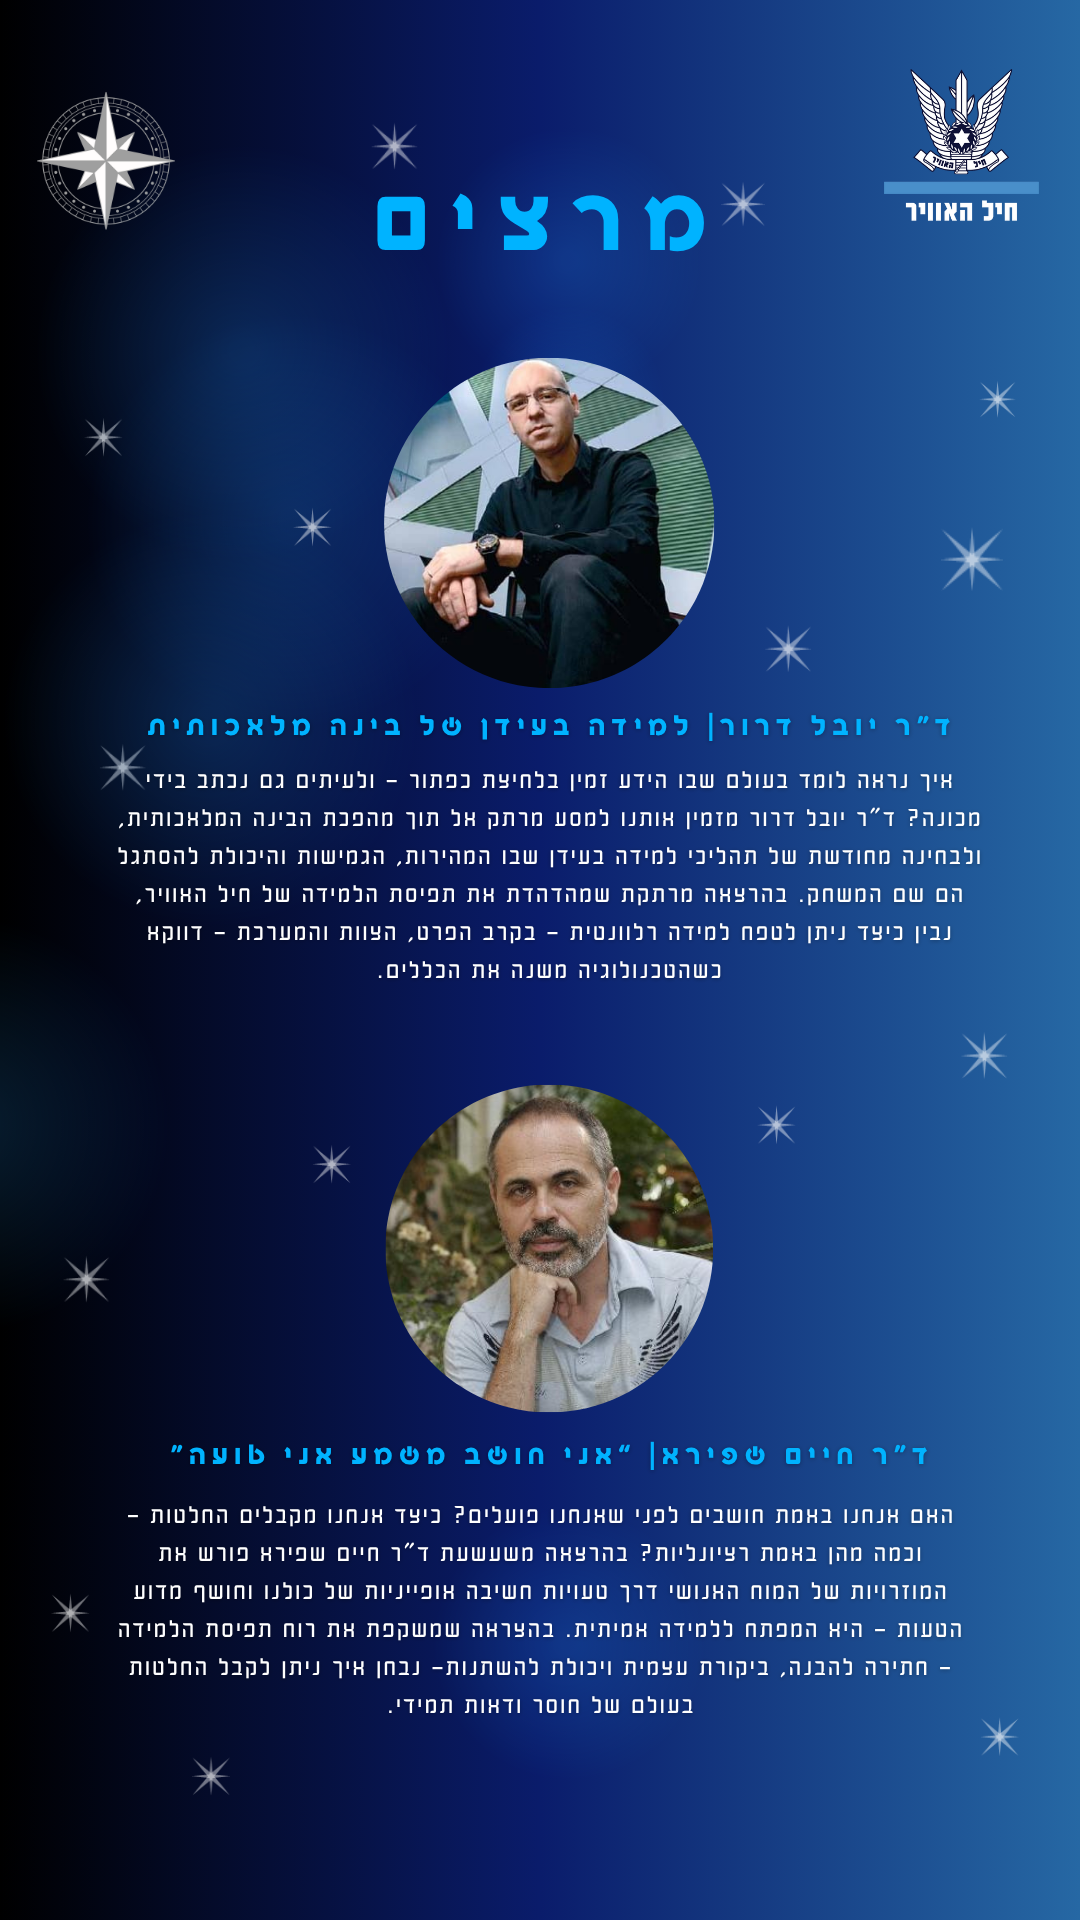 חיל האוויר
חיל האוויר
מרצים
ד"ר יובל דרור| למידה בעידן של בינה מלאכותית
איך נראה לומד בעולם שבו הידע זמין בלחיצת כפתור – ולעיתים גם נכתב בידי
מכונה? ד"ר יובל דרור מזמין אותנו למסע מרתק אל תוך מהפכת הבינה המלאכותית,
ולבחינה מחודשת של תהליכי למידה בעידן שבו המהירות, הגמישות והיכולת להסתגל
הם שם המשחק. בהרצאה מרתקת שמהדהדת את תפיסת הלמידה של חיל האוויר,
נבין כיצד ניתן לטפח למידה רלוונטית – בקרב הפרט, הצוות והמערכת – דווקא
כשהטכנולוגיה משנה את הכללים.
ד"ר חיים שפירא| "אני חושב משמע אני טועה"
האם אנחנו באמת חושבים לפני שאנחנו פועלים? כיצד אנחנו מקבלים החלטות –
וכמה מהן באמת רציונליות? בהרצאה משעשעת ד"ר חיים שפירא פורש את
המוזרויות של המוח האנושי דרך טעויות חשיבה אופייניות של כולנו וחושף מדוע
הטעות – היא המפתח ללמידה אמיתית. בהצראה שמשקפת את רוח תפיסת הלמידה
– חתירה להבנה, ביקורת עצמית ויכולת להשתנות– נבחן איך ניתן לקבל החלטות
בעולם של חוסר ודאות תמידי.